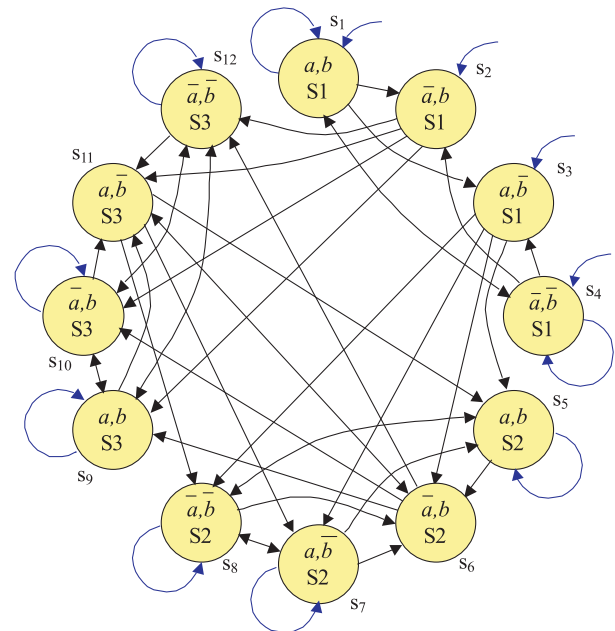 s₁
a,b
S1
s₂
a̅,b
S1
s₃
a,b̅
S1
s₄
a̅,b̅
S1
s₅
a,b
S2
s₆
a̅,b
S2
s₇
a,b̅
S2
s₈
a̅,b̅
S2
s₉
a,b
S3
s₁₀
a̅,b
S3
s₁₁
a,b̅
S3
s₁₂
a̅,b̅
S3